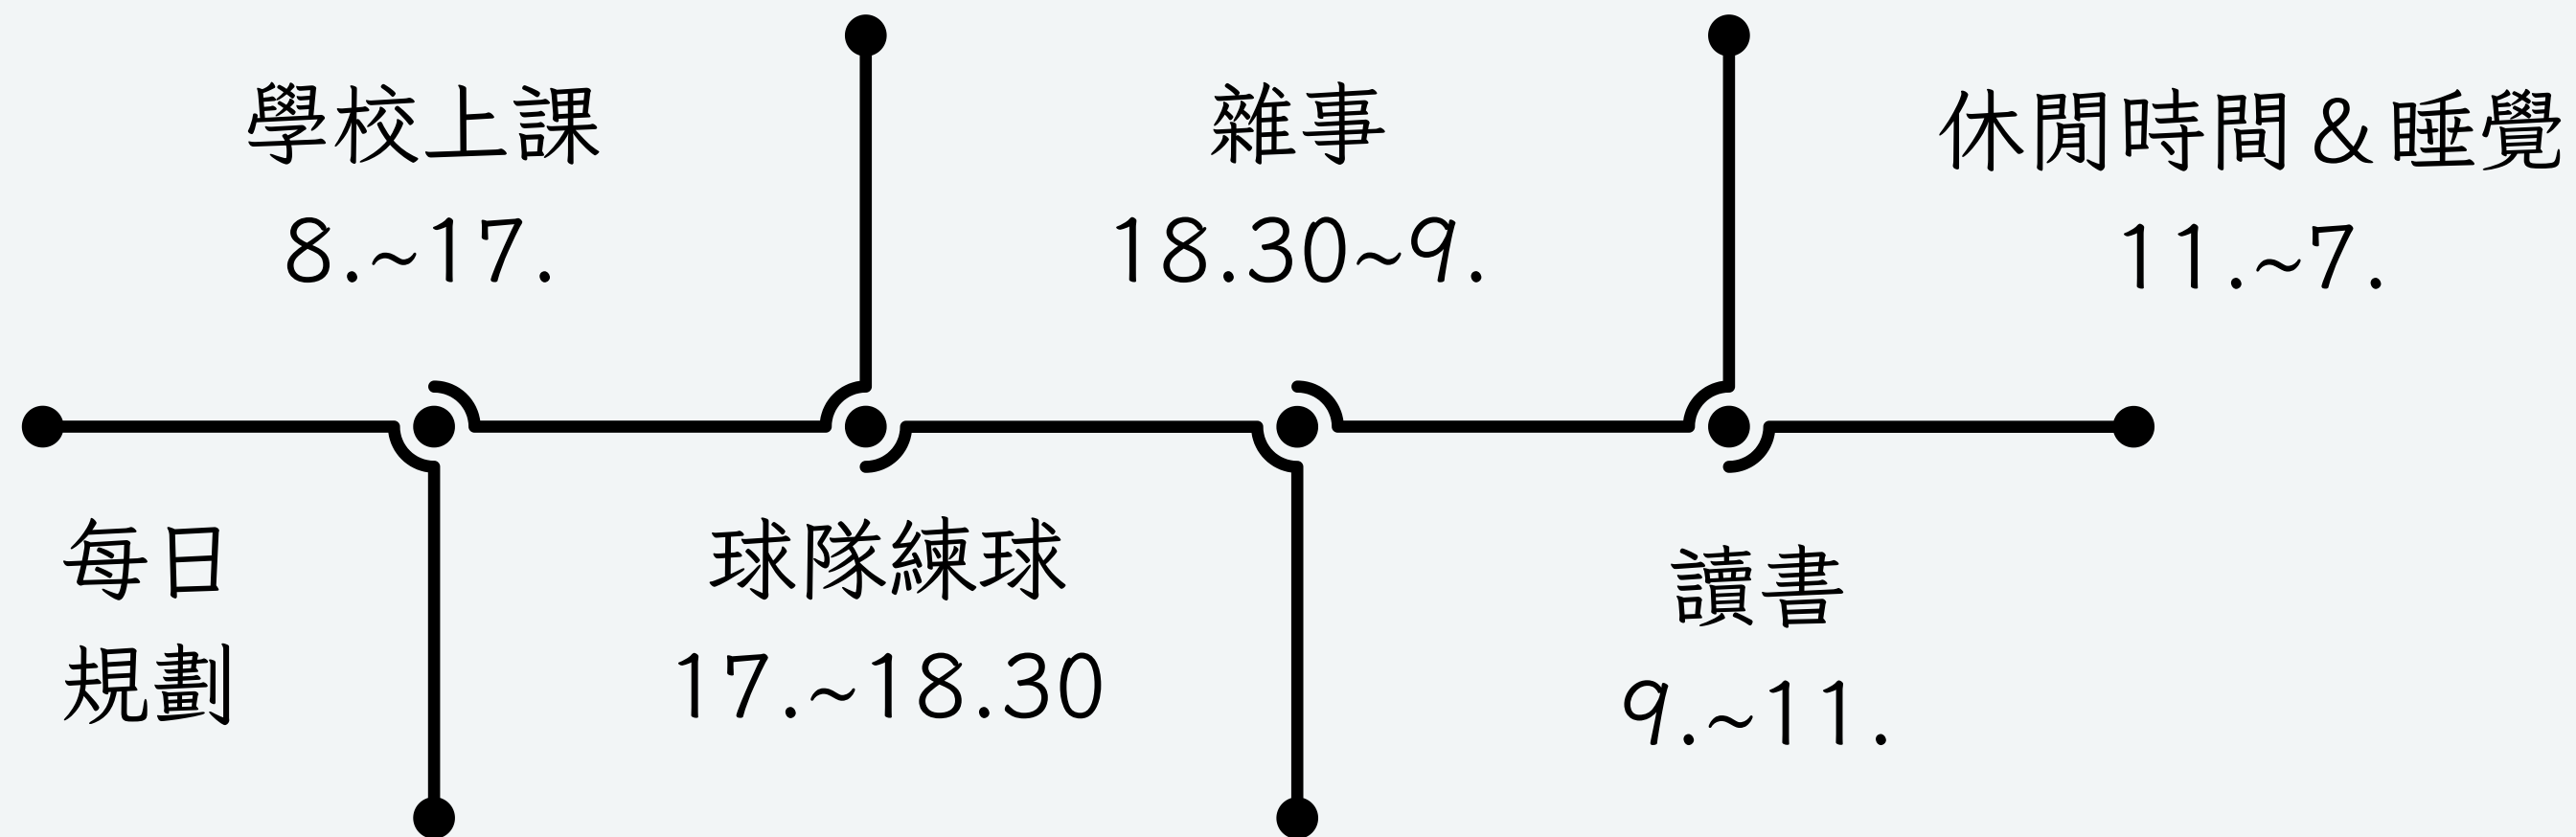 每日
規劃
學校上課
8.~17.
球隊練球
17.~18.30
雜事
18.30~9.
讀書
9.~11.
休閒時間&睡覺
11.~7.